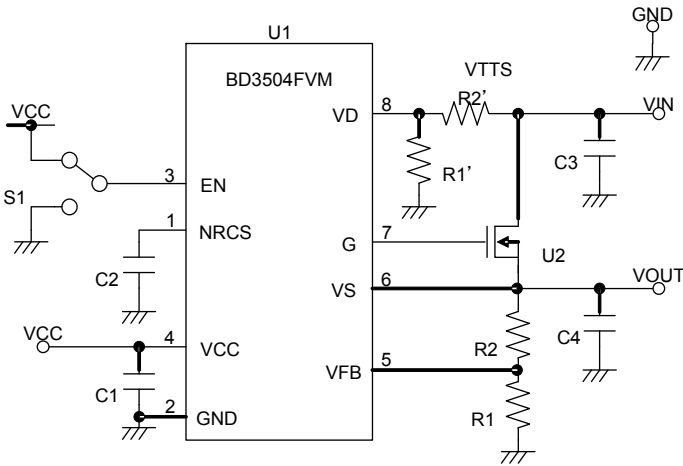 GND
U1
BD3504FVM
VTTS
VCC
8
VD
R2’
VIN
R1’
C3
3
EN
S1
1
NRCS
7
G
U2
C2
6
VS
VOUT
VCC
4
VCC
R2
C4
5
VFB
C1
2
GND
R1